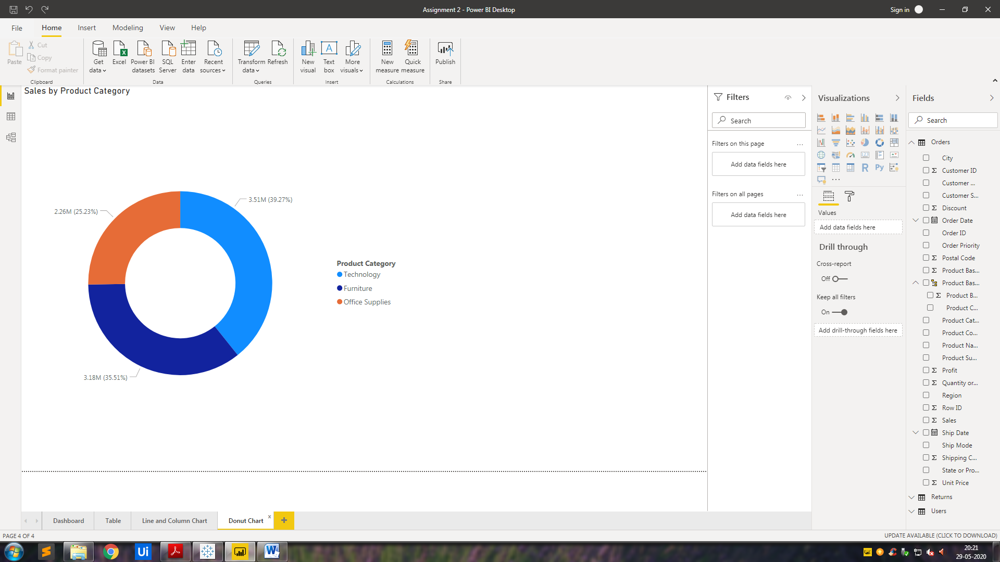 Assignment 2 - Power BI Desktop
Sign in
File
Home
Insert
Modeling
View
Help
Paste
Cut
Copy
Format painter
Clipboard
Get data
Excel
Power BI datasets
SQL Server
Enter data
Recent sources
Data
Transform data
Refresh
Queries
New visual
Text box
More visuals
Insert
New measure
Quick measure
Calculations
Publish
Share
Sales by Product Category
3.51M (39.27%)
2.26M (25.23%)
3.18M (35.51%)
Product Category
Technology
Furniture
Office Supplies
Filters
Search
Filters on this page
...
Add data fields here
Filters on all pages
...
Add data fields here
Visualizations
R
Py
...
Values
Add data fields here
Drill through
Cross-report
Off
Keep all filters
On
Add drill-through fields here
Fields
Search
Orders
City
Σ Customer ID
Customer ...
Customer S...
Σ Discount
Order Date
Order ID
Order Priority
Σ Postal Code
Σ Product Bas...
Product Bas...
Σ Product B...
Product C...
Product Cat...
Product Co...
Product Na...
Product Su...
Σ Profit
Σ Quantity or...
Region
Σ Row ID
Σ Sales
Ship Date
Ship Mode
Σ Shipping C...
State or Pro...
Σ Unit Price
Returns
Users
Dashboard
Table
Line and Column Chart
Donut Chart
x
+
PAGE 4 OF 4
UPDATE AVAILABLE (CLICK TO DOWNLOAD)
Ui
W
20:21
29-05-2020